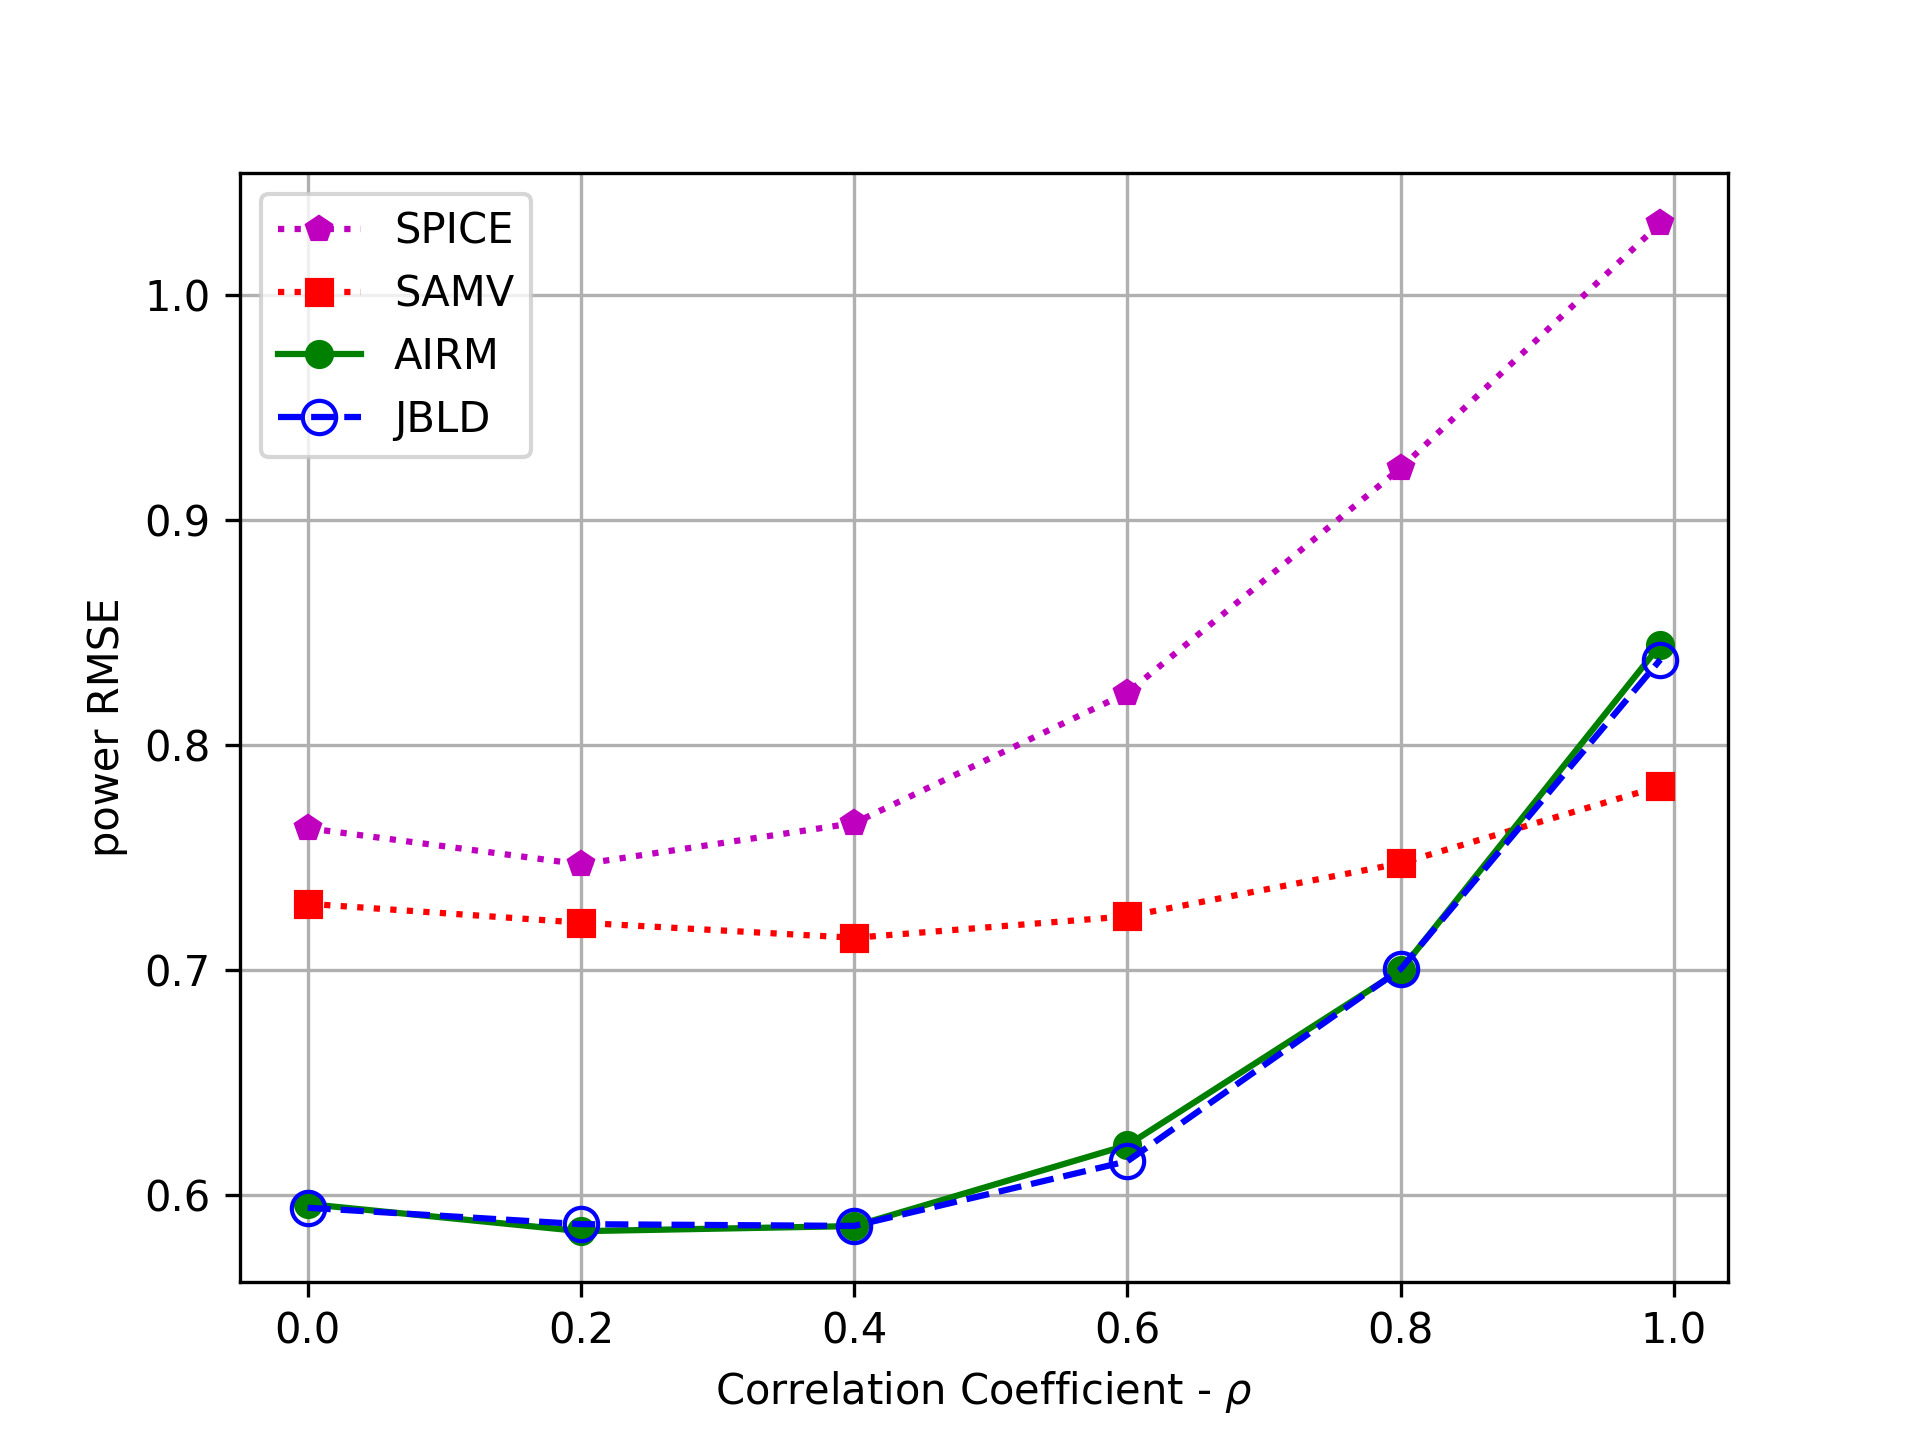 SPICE
SAMV
AIRM
JBLD
1.0
0.9
0.8
0.7
0.6
power RMSE
0.0 0.2 0.4 0.6 0.8 1.0
Correlation Coefficient - ρ